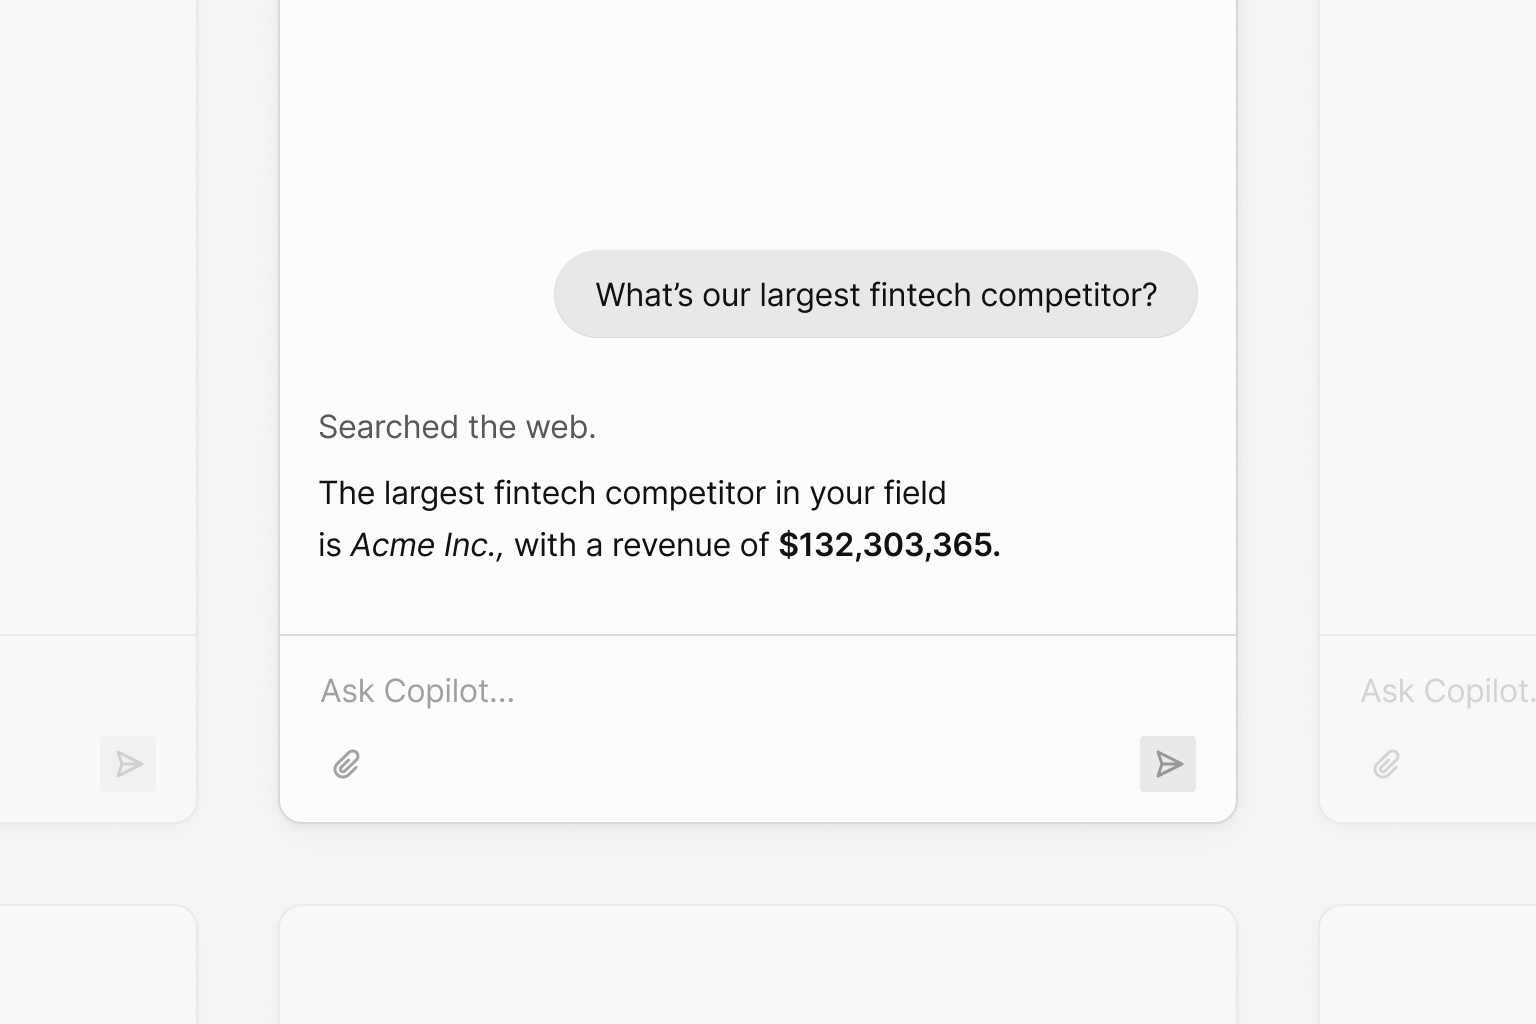 What’s our largest fintech competitor?
Searched the web.
The largest fintech competitor in your field
is Acme Inc., with a revenue of $132,303,365.
Ask Copilot...
Ask Copilot.